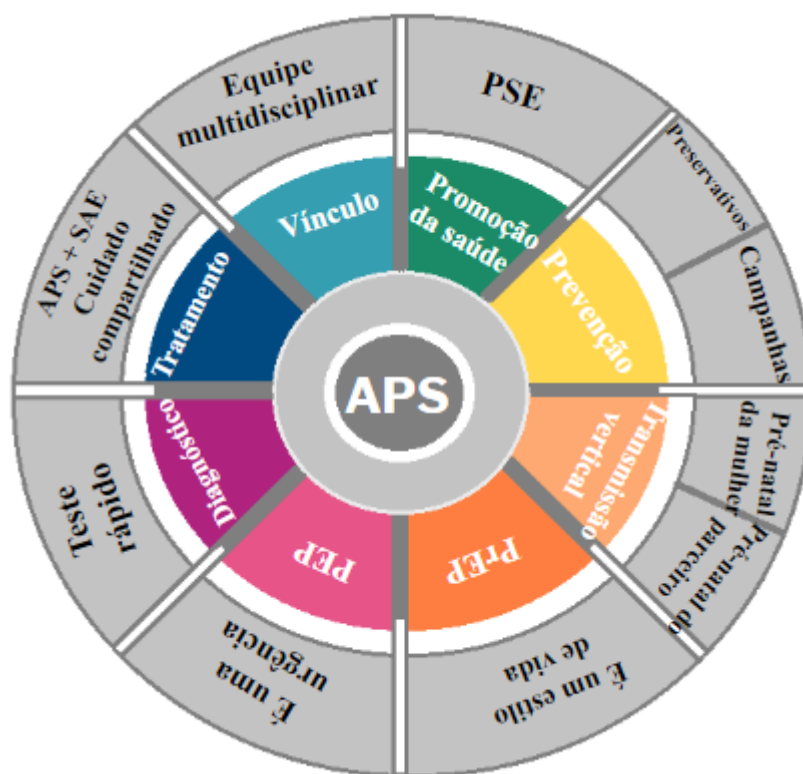 PSE
Promoção
da saúde
Preservativos
Campanhas
Prevenção
Pré-natal
da mulher
Pré-natal do
parceiro
Transmissão
vertical
É um estilo
de vida
PrEP
É uma
urgência
PEP
Teste
rápido
Diagnóstico
APS + SAE
Cuidado
compartilhado
Tratamento
Equipe
multidisciplinar
Vínculo
APS